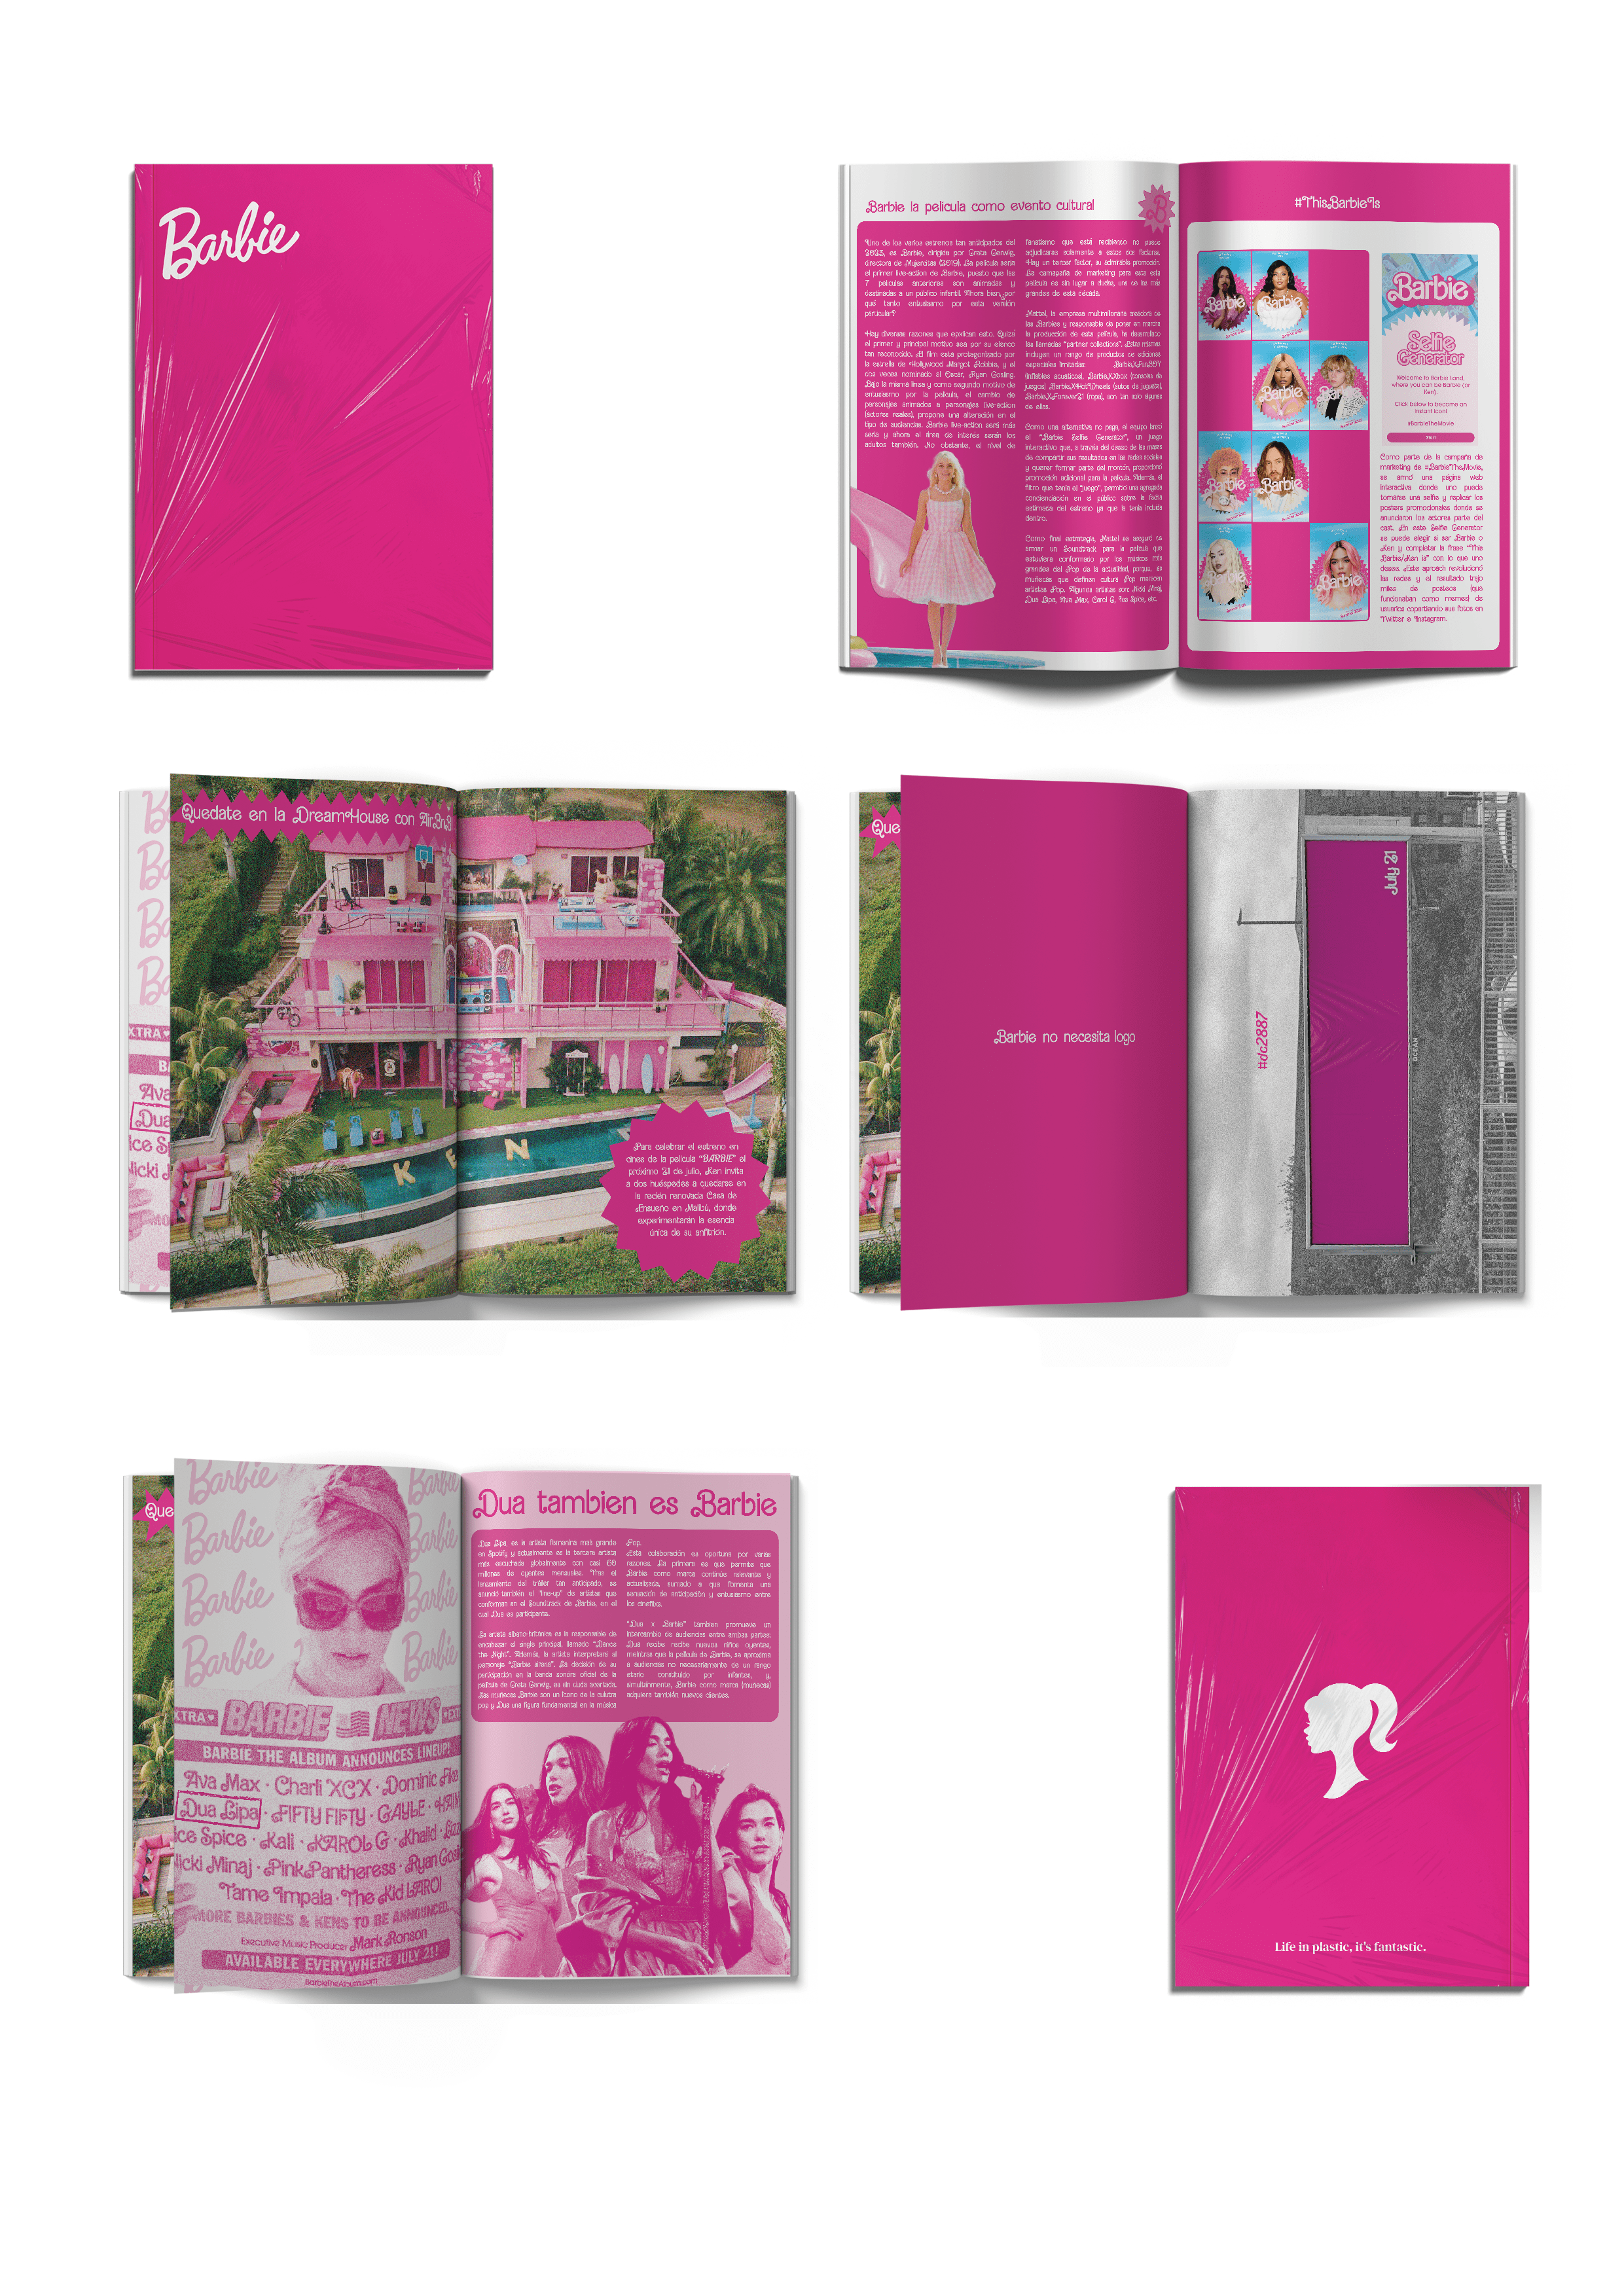 Barbie
Barbie la pelicula como evento cultural
B
Uno de los varios estrenos tan anticipados del
2023, es Barbie, dirigida por Greta Gerwig,
directora de Mujercitas (2019). La película sería
el primer live-action de Barbie, puesto que las
7 películas anteriores son animadas y
destinadas a un público infantil. Ahora bien ¿por
qué tanto entusiasmo por esta versión
particular?
Hay diversas razones que explican esto. Quizá
el primer y principal motivo sea por su elenco
tan reconocido. El film esta protagonizado por
la estrella de Hollywood Margot Robbie, y el
dos veces nominado al Oscar, Ryan Gosling.
Bajo la misma linea y como segundo motivo de
entusiasmo por la película, el cambio de
personajes animados a personajes live-action
(actores reales), propone una alteración en el
tipo de audiencias. Barbie live-action será más
seria y ahora el área de interés serán los
adultos también. No obstante, el nivel de
fanatismo que está recibiendo no puede
adjudicarse solamente a estos dos factores.
Hay un tercer factor, su admirable promoción.
La campaña de marketing para esta
película es sin lugar a dudas, una de las más
grandes de esta década.
Mattel, la empresa multimillonaria creadora de
las Barbies y responsable de poner en marcha
la producción de esta película, ha desarrollado
las llamadas "partner collections". Estas mismas
incluyen un rango de productos de ediciones
especiales limitadas: BarbieXFunBOY
(inflables acuáticos), BarbieXXbox (consolas de
juegos) BarbieXHotWheels (autos de juguete),
BarbieXForever21 (ropa), son tan solo algunos
de ellas.
Como una alternativa no paga, el equipo lanzó
el "Barbie Selfie Generator", un juego
interactivo que, a través del deseo de las masas
de compartir sus resultados en las redes sociales
y querer formar parte del montón, proporcionó
promoción adicional para la película. Además, el
filtro que tenía el "juego", permitió una agregada
concienciación en el público sobre la fecha
estimada del estreno ya que la tenía incluida
dentro.
Como final estrategia, Mattel se aseguró de
armar un Soundtrack para la película que
estuviera conformado por los músicos más
grandes del Pop de la actualidad, porque, las
muñecas que definen cultura Pop merecen
artistas Pop. Algunos artistas son: Nicki Minaj,
Dua Lipa, Ava Max, Carol G, Ice Spice, etc.
#ThisBarbieIs
Barbie
Barbie
Barbie
Barbie
Barbie
Barbie
Barbie
Barbie
Barbie
Selfie
Generator
Welcome to Barbie Land,
where you can be Barbie (or
Ken).
Click below to become an
instant icon!
#BarbieTheMovie
Start
Como parte de la campaña de
marketing de #BarbieTheMovie,
se armó una página web
interactiva donde uno puede
tomarse una selfie y replicar los
posters promocionales donde se
anunciaron los actores parte del
cast. En este Selfie Generator
se puede elegir si ser Barbie o
Ken y completar la frase "This
Barbie/Ken is" con lo que uno
desee. Este aproach revolucionó
las redes y el resultado trajo
miles de posteos (que
funcionaban como memes) de
usuarios copartiendo sus fotos en
Twitter e Instagram.
Quedate en la DreamHouse con AirBnB
KEN
Para celebrar el estreno en
cines de la película "BARBIE" el
próximo 21 de julio, Ken invita
a dos huéspedes a quedarse en
la recién renovada Casa de
Ensueño en Malibú, donde
experimentarán la esencia
única de su anfitrión.
XTRA
Ava
Dua
Ice Sp
Nicki
Que
Barbie no necesita logo
#dc2887
July 21
OCEAN
Que
Barbie Barbie
Barbie Barbie
Barbie Barbie
Barbie Barbie
XTRA BARBIE NEWS EXT
BARBIE THE ALBUM ANNOUNCES LINEUP!
Ava Max · Charli XCX · Dominic Fike
Dua Lipa · FIFTY FIFTY · GAYLE · HAIM
Ice Spice · Kali · KAROL G · Khalid · Lizz
Nicki Minaj · PinkPantheress · Ryan Gosli
Tame Impala · The Kid LAROI
MORE BARBIES & KENS TO BE ANNOUNCED...
Executive Music Producer Mark Ronson
AVAILABLE EVERYWHERE JULY 21!
BarbieTheAlbum.com
Dua tambien es Barbie
Dua Lipa, es la artista femenina más grande
en Spotify y actualmente es la tercera artista
más escuchada globalmente con casi 66
millones de oyentes mensuales. Tras el
lanzamiento del tráiler tan anticipado, se
anunció también el "line-up" de artistas que
conforman en el Soundtrack de Barbie, en el
cual Dua es participante.
La artista albano-británica es la responsable de
encabezar el single principal, llamado "Dance
the Night". Además, la artista interpretará al
personaje "Barbie sirena". La decisión de su
participación en la banda sonora oficial de la
película de Greta Gerwig, es sin duda acertada.
Las muñecas Barbie son un ícono de la culutra
pop y Dua una figura fundamental en la música
Pop.
Esta colaboración es oportuna por varias
razones. La primera es que permite que
Barbie como marca continúe relevante y
actualizada, sumado a que fomenta una
sensación de anticipación y entusiasmo entre
los cinéfilos.
"Dua x Barbie" tambien promueve un
intercambio de audiencias entre ambas partes;
Dua recibe recibe nuevos niños oyentes,
meintras que la película de Barbie, se aproxima
a audiencias no necesariamente de un rango
etario constituido por infantes, y,
simultáneamente, Barbie como marca (muñecas)
adquiere también nuevos clientes.
Life in plastic, it's fantastic.